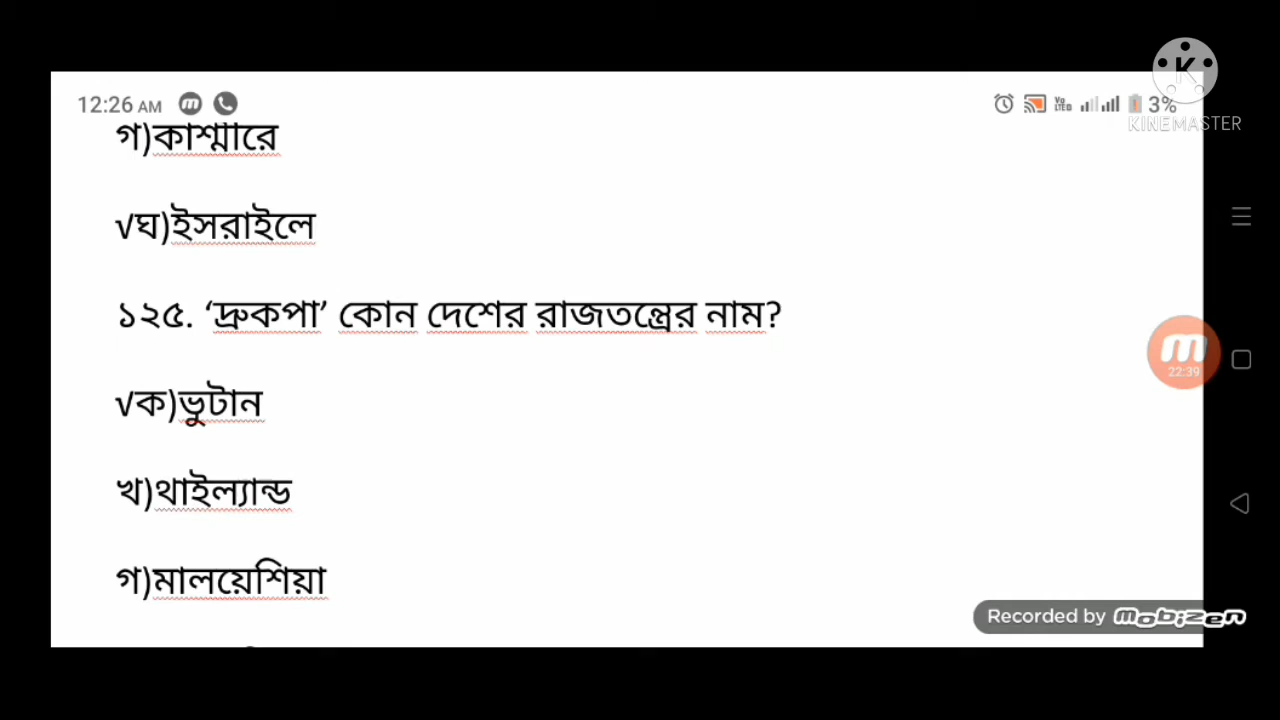 12:26 AM
3%
KINEMASTER
গ)কাশ্মীরে
√ঘ)ইসরাইলে
১২৫. ‘দ্রুকপা’ কোন দেশের রাজতন্ত্রের নাম?
22:39
√ক)ভুটান
খ)থাইল্যান্ড
গ)মালয়েশিয়া
Recorded by mobizen